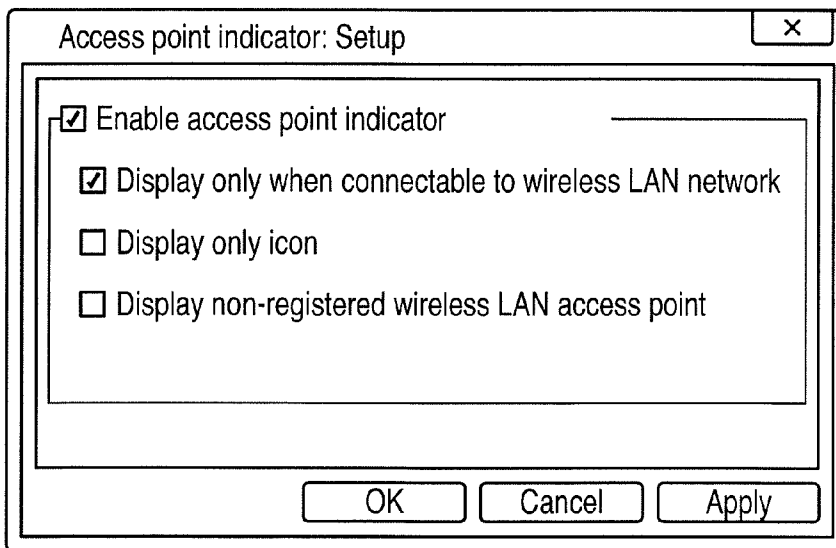 Access point indicator: Setup
Enable access point indicator
Display only when connectable to wireless LAN network
Display only icon
Display non-registered wireless LAN access point
OK Cancel Apply